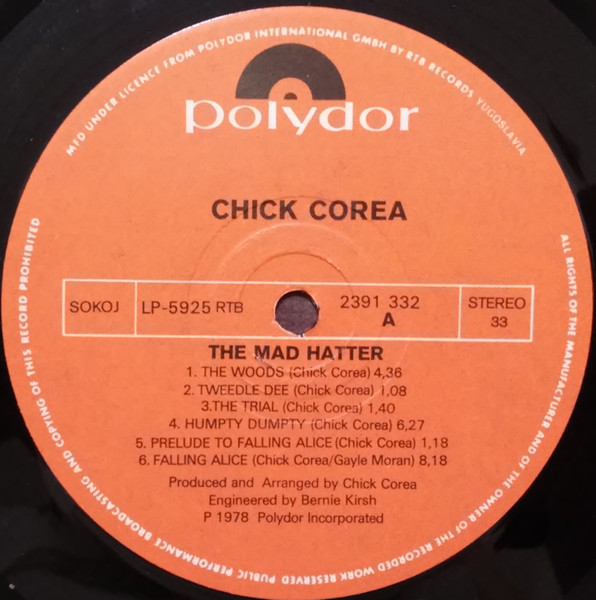 MFD UNDER LICENCE FROM POLYDOR INTERNATIONAL GMBH BY RTB RECORDS YUGOSLAVIA
polydor
CHICK COREA
SOKOJ LP-5925 RTB 2391 332 STEREO
A 33
THE MAD HATTER
1. THE WOODS (Chick Corea) 4,36
2. TWEEDLE DEE (Chick Corea) 1,08
3.THE TRIAL (Chick Corea) 1,40
4. HUMPTY DUMPTY (Chick Corea) 6,27
5. PRELUDE TO FALLING ALICE (Chick Corea) 1,18
6. FALLING ALICE (Chick Corea/Gayle Moran) 8,18
Produced and Arranged by Chick Corea
Engineered by Bernie Kirsh
P 1978 Polydor Incorporated
ALL RIGHTS OF THE MANUFACTURER AND OF THE OWNER OF THE RECORDED WORK RESERVED PUBLIC PERFORMANCE BROADCASTING AND COPYING OF THIS RECORD PROHIBITED